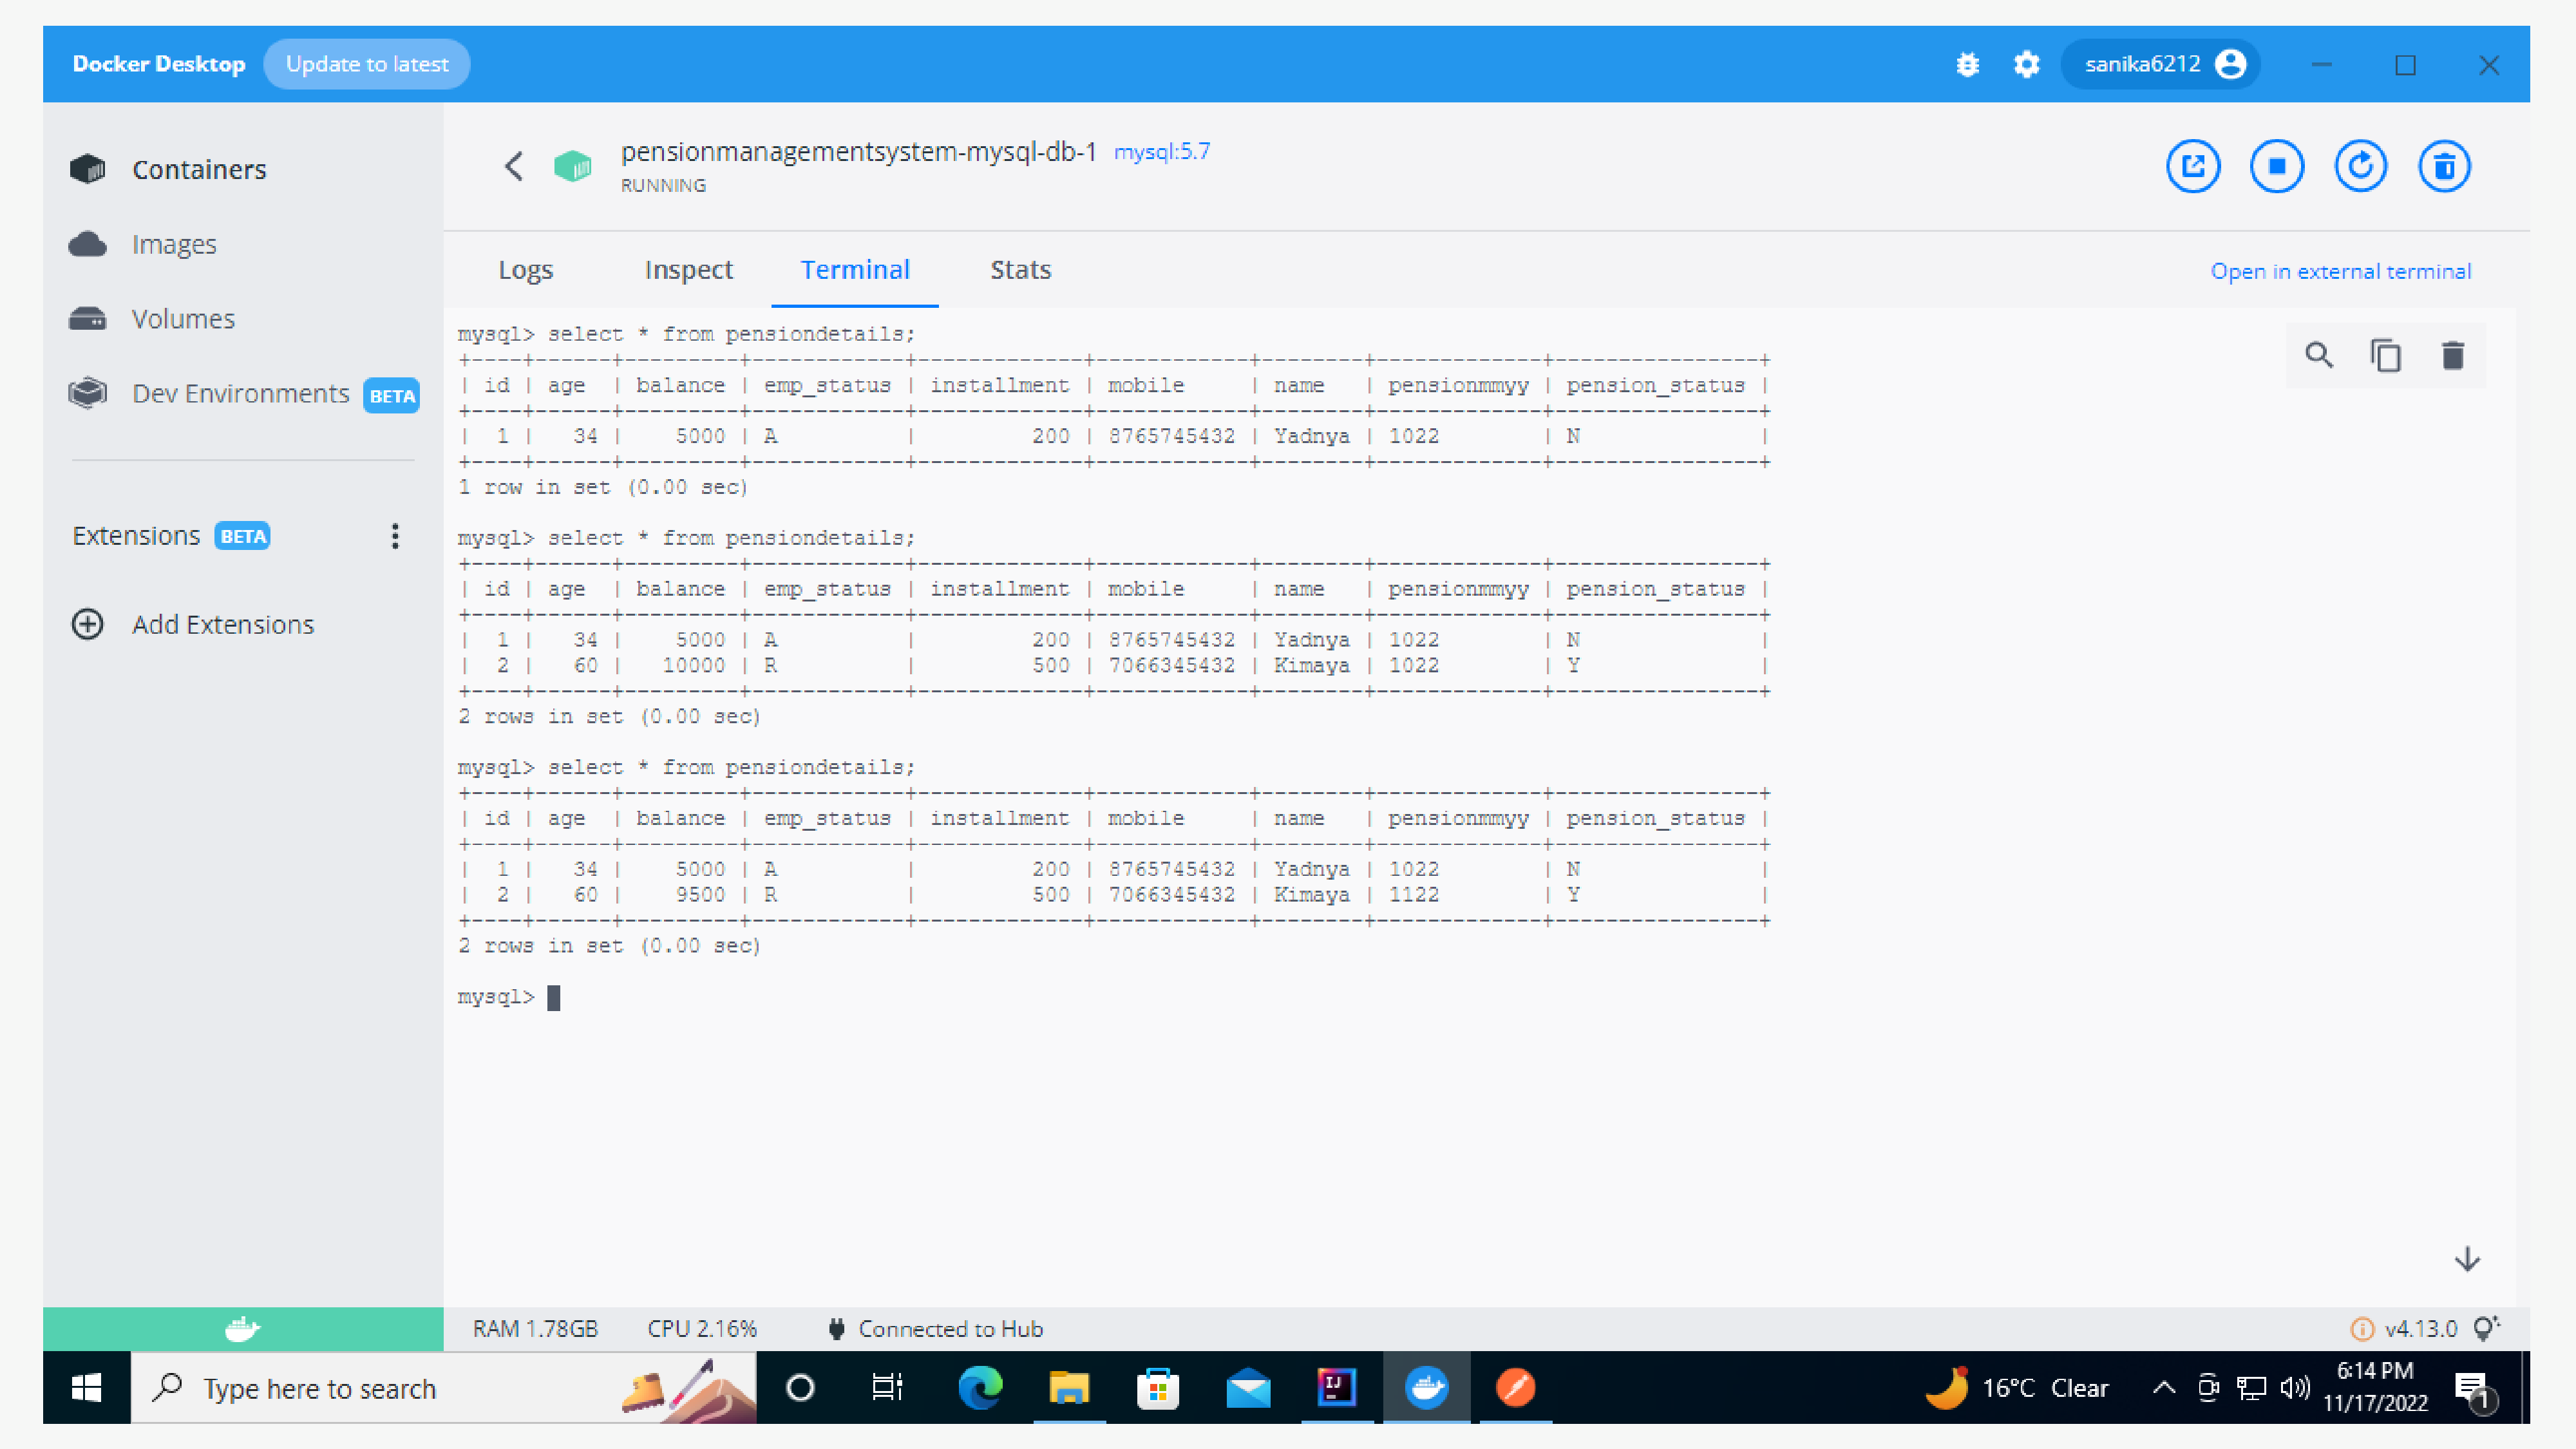 Docker Desktop Update to latest sanika6212
Containers
Images
Volumes
Dev Environments BETA
Extensions BETA
Add Extensions
pensionmanagementsystem-mysql-db-1 mysql:5.7
RUNNING
Logs Inspect Terminal Stats Open in external terminal
mysql> select * from pensiondetails;
+----+------+---------+------------+-------------+------------+--------+-------------+----------------+
| id | age  | balance | emp_status | installment | mobile     | name   | pensionmmyy | pension_status |
+----+------+---------+------------+-------------+------------+--------+-------------+----------------+
|  1 |   34 |    5000 | A          |         200 | 8765745432 | Yadnya | 1022        | N              |
+----+------+---------+------------+-------------+------------+--------+-------------+----------------+
1 row in set (0.00 sec)
mysql> select * from pensiondetails;
+----+------+---------+------------+-------------+------------+--------+-------------+----------------+
| id | age  | balance | emp_status | installment | mobile     | name   | pensionmmyy | pension_status |
+----+------+---------+------------+-------------+------------+--------+-------------+----------------+
|  1 |   34 |    5000 | A          |         200 | 8765745432 | Yadnya | 1022        | N              |
|  2 |   60 |   10000 | R          |         500 | 7066345432 | Kimaya | 1022        | Y              |
+----+------+---------+------------+-------------+------------+--------+-------------+----------------+
2 rows in set (0.00 sec)
mysql> select * from pensiondetails;
+----+------+---------+------------+-------------+------------+--------+-------------+----------------+
| id | age  | balance | emp_status | installment | mobile     | name   | pensionmmyy | pension_status |
+----+------+---------+------------+-------------+------------+--------+-------------+----------------+
|  1 |   34 |    5000 | A          |         200 | 8765745432 | Yadnya | 1022        | N              |
|  2 |   60 |    9500 | R          |         500 | 7066345432 | Kimaya | 1122        | Y              |
+----+------+---------+------------+-------------+------------+--------+-------------+----------------+
2 rows in set (0.00 sec)
mysql>
RAM 1.78GB CPU 2.16% Connected to Hub v4.13.0
Type here to search IJ 16°C Clear 6:14 PM
11/17/2022 1